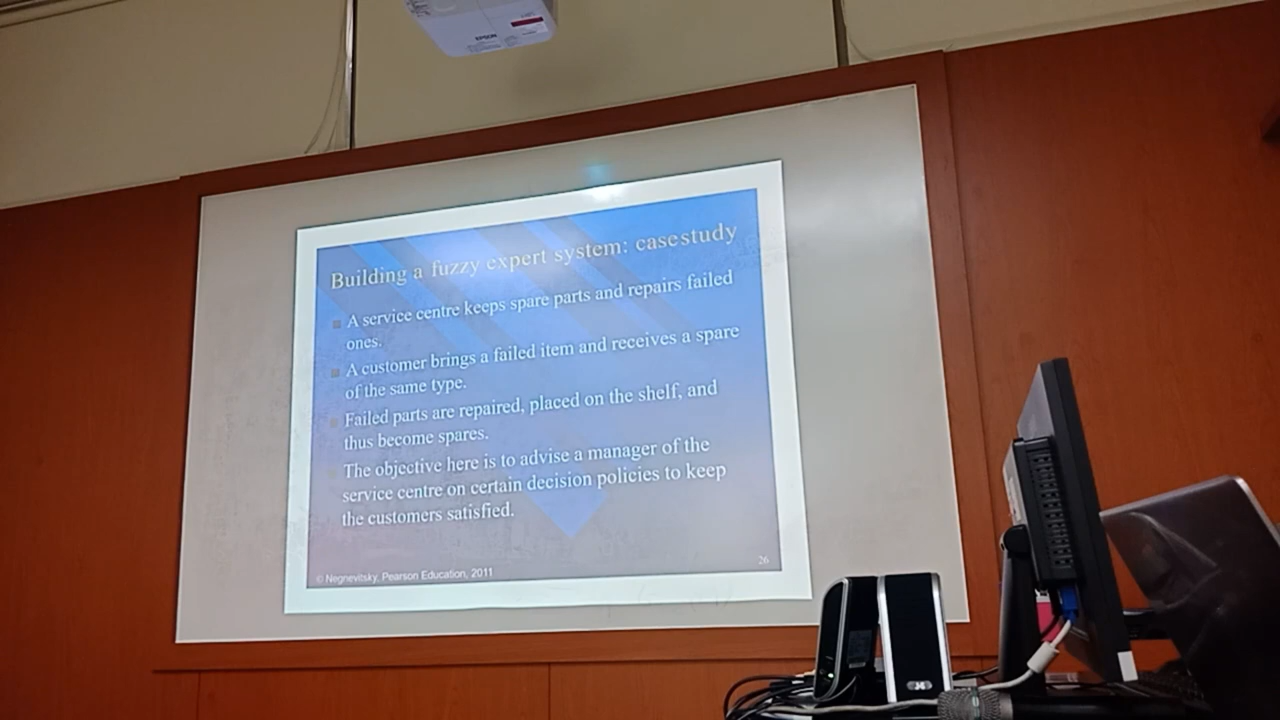 EPSON
Building a fuzzy expert system: case study
A service centre keeps spare parts and repairs failed
ones.
A customer brings a failed item and receives a spare
of the same type.
Failed parts are repaired, placed on the shelf, and
thus become spares.
The objective here is to advise a manager of the
service centre on certain decision policies to keep
the customers satisfied.
26
© Negnevitsky, Pearson Education, 2011